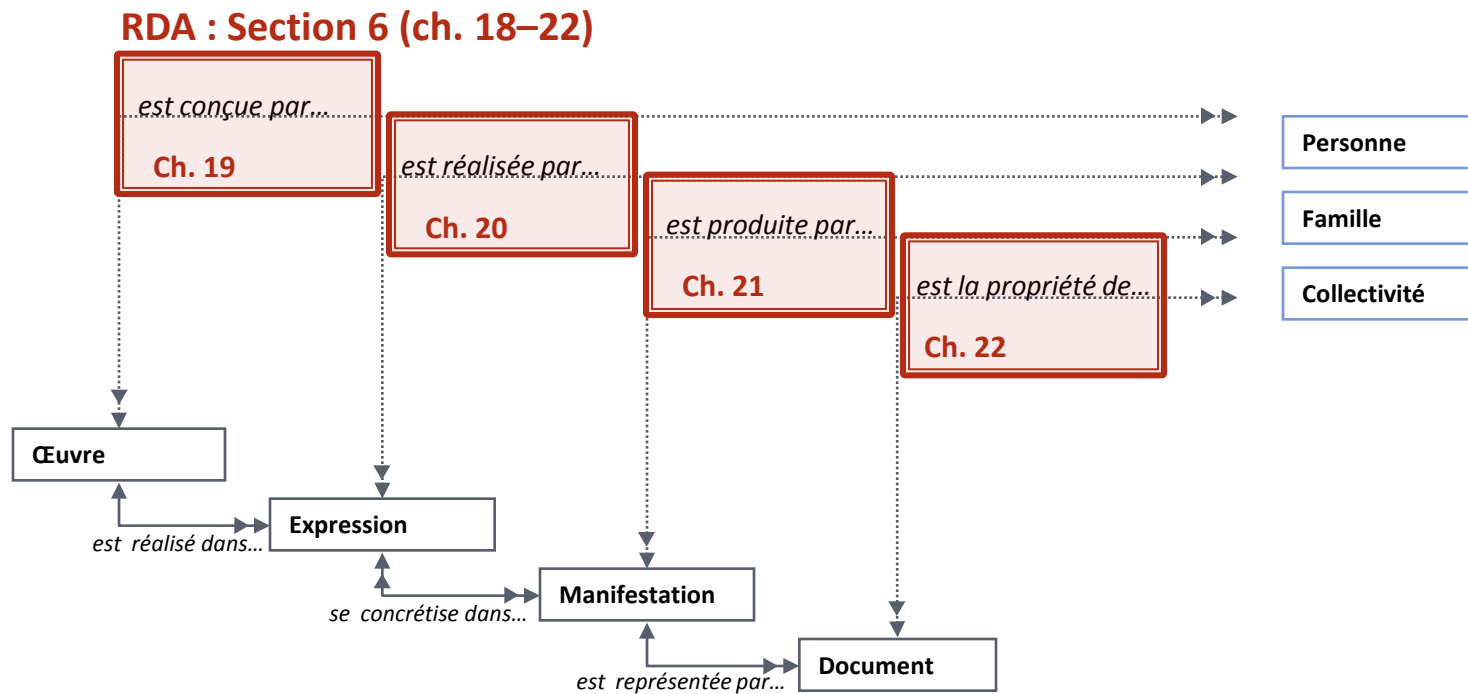 RDA : Section 6 (ch. 18–22)
est conçue par…
Ch. 19
est réalisée par…
Ch. 20
est produite par…
Ch. 21
est la propriété de…
Ch. 22
Personne
Famille
Collectivité
Œuvre
est réalisé dans…
Expression
se concrétise dans…
Manifestation
est représentée par…
Document